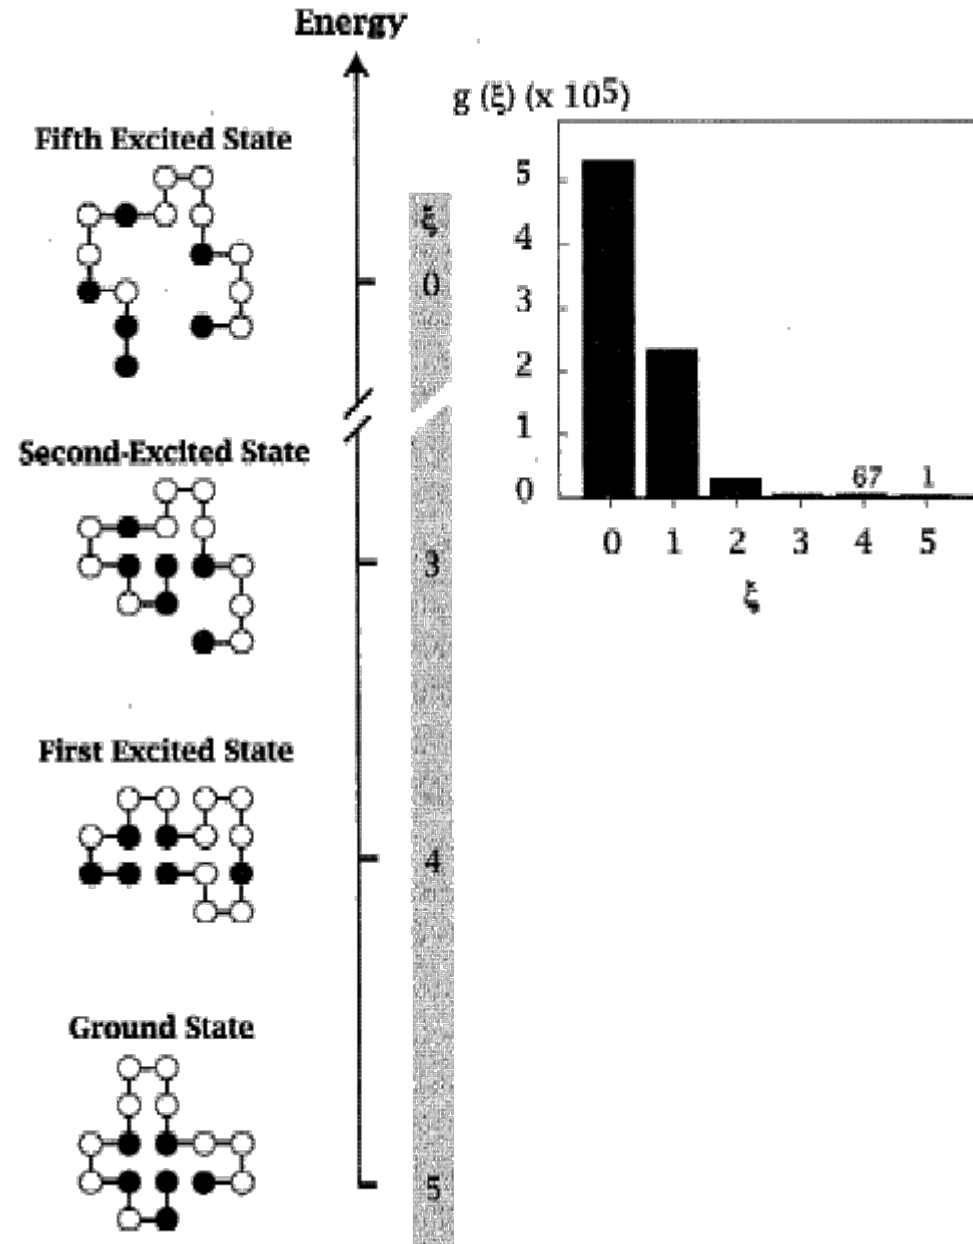 Energy
g (ξ) (x 10⁵)
Fifth Excited State
ξ
0
5
4
3
2
1
0
67
1
0
1
2
3
4
5
ξ
Second-Excited State
3
First Excited State
4
Ground State
5